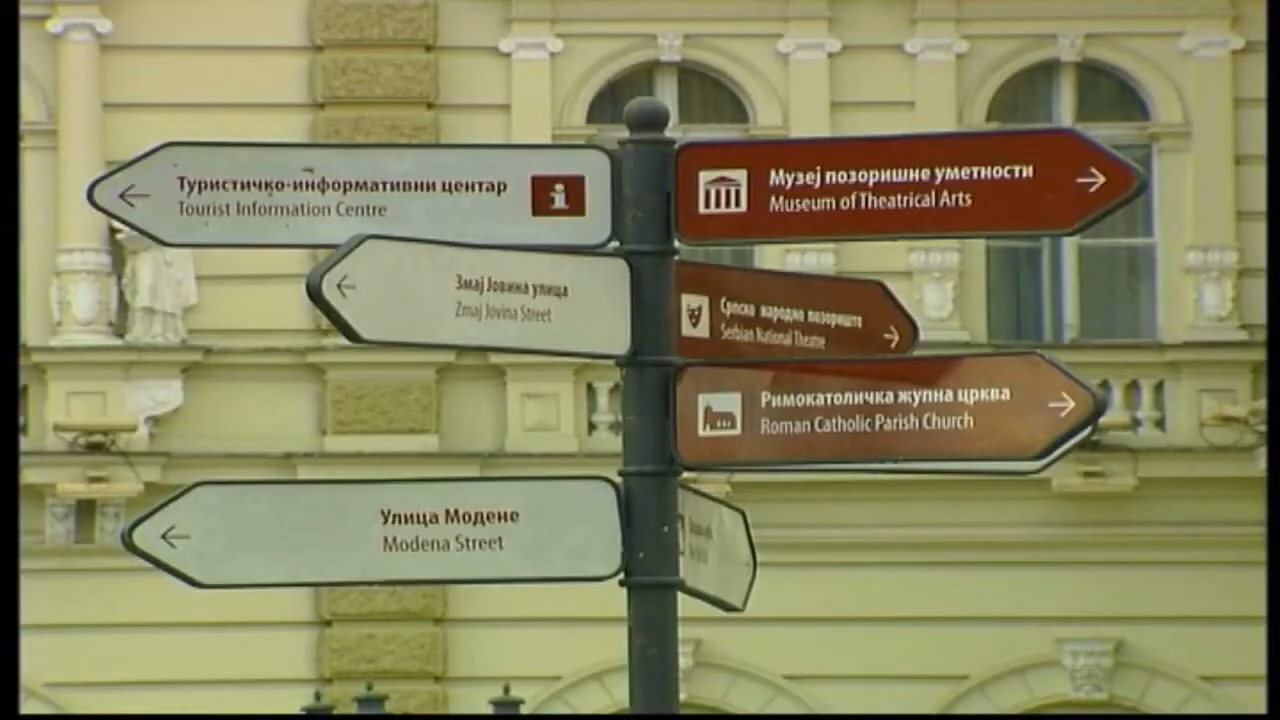 Туристичко-информативни центар
Tourist Information Centre
Музеј позоришне уметности
Museum of Theatrical Arts
Змај Јовина улица
Zmaj Jovina Street
Српско народно позориште
Serbian National Theatre
Римокатоличка жупна црква
Roman Catholic Parish Church
Улица Модене
Modena Street